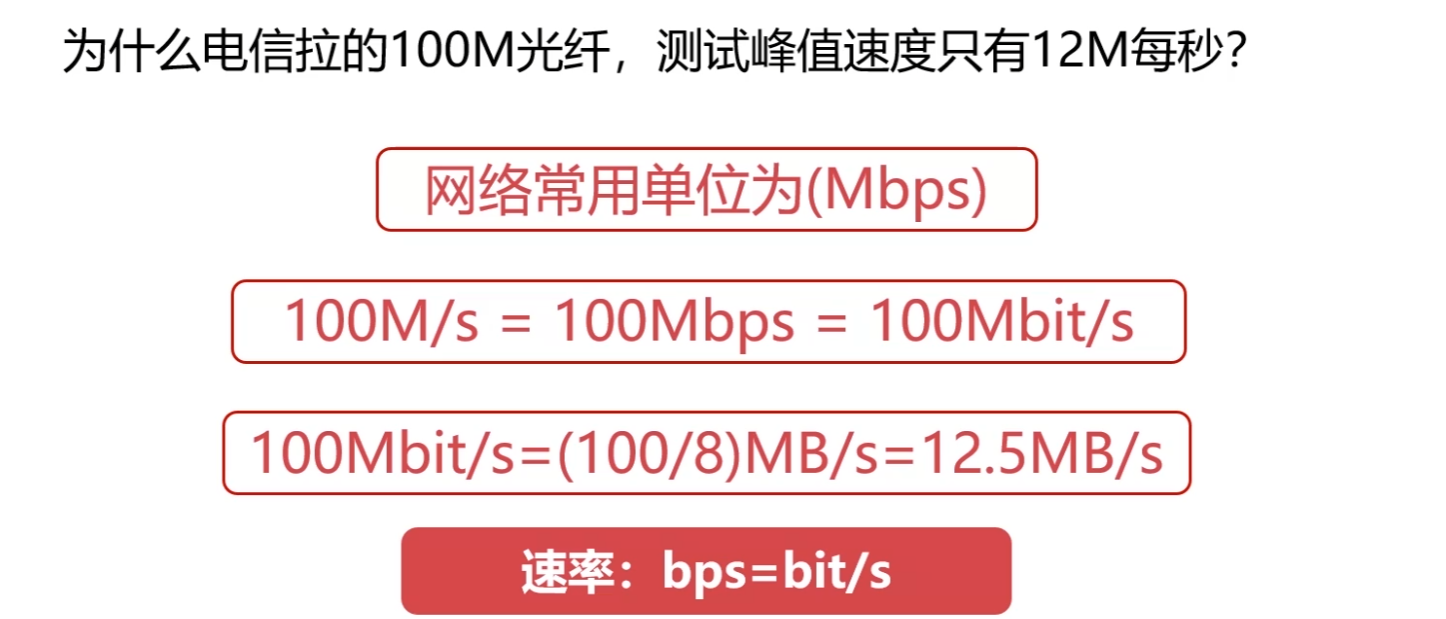 为什么电信拉的100M光纤，测试峰值速度只有12M每秒？
网络常用单位为(Mbps)
100M/s = 100Mbps = 100Mbit/s
100Mbit/s=(100/8)MB/s=12.5MB/s
速率：bps=bit/s